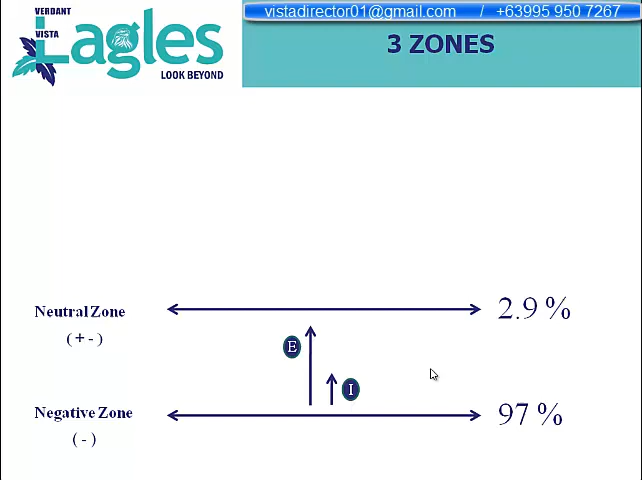 VERDANT
VISTA
Eagles
LOOK BEYOND
vistadirector01@gmail.com / +63995 950 7267
3 ZONES
Neutral Zone
( + - )
2.9 %
E
I
Negative Zone
( - )
97 %